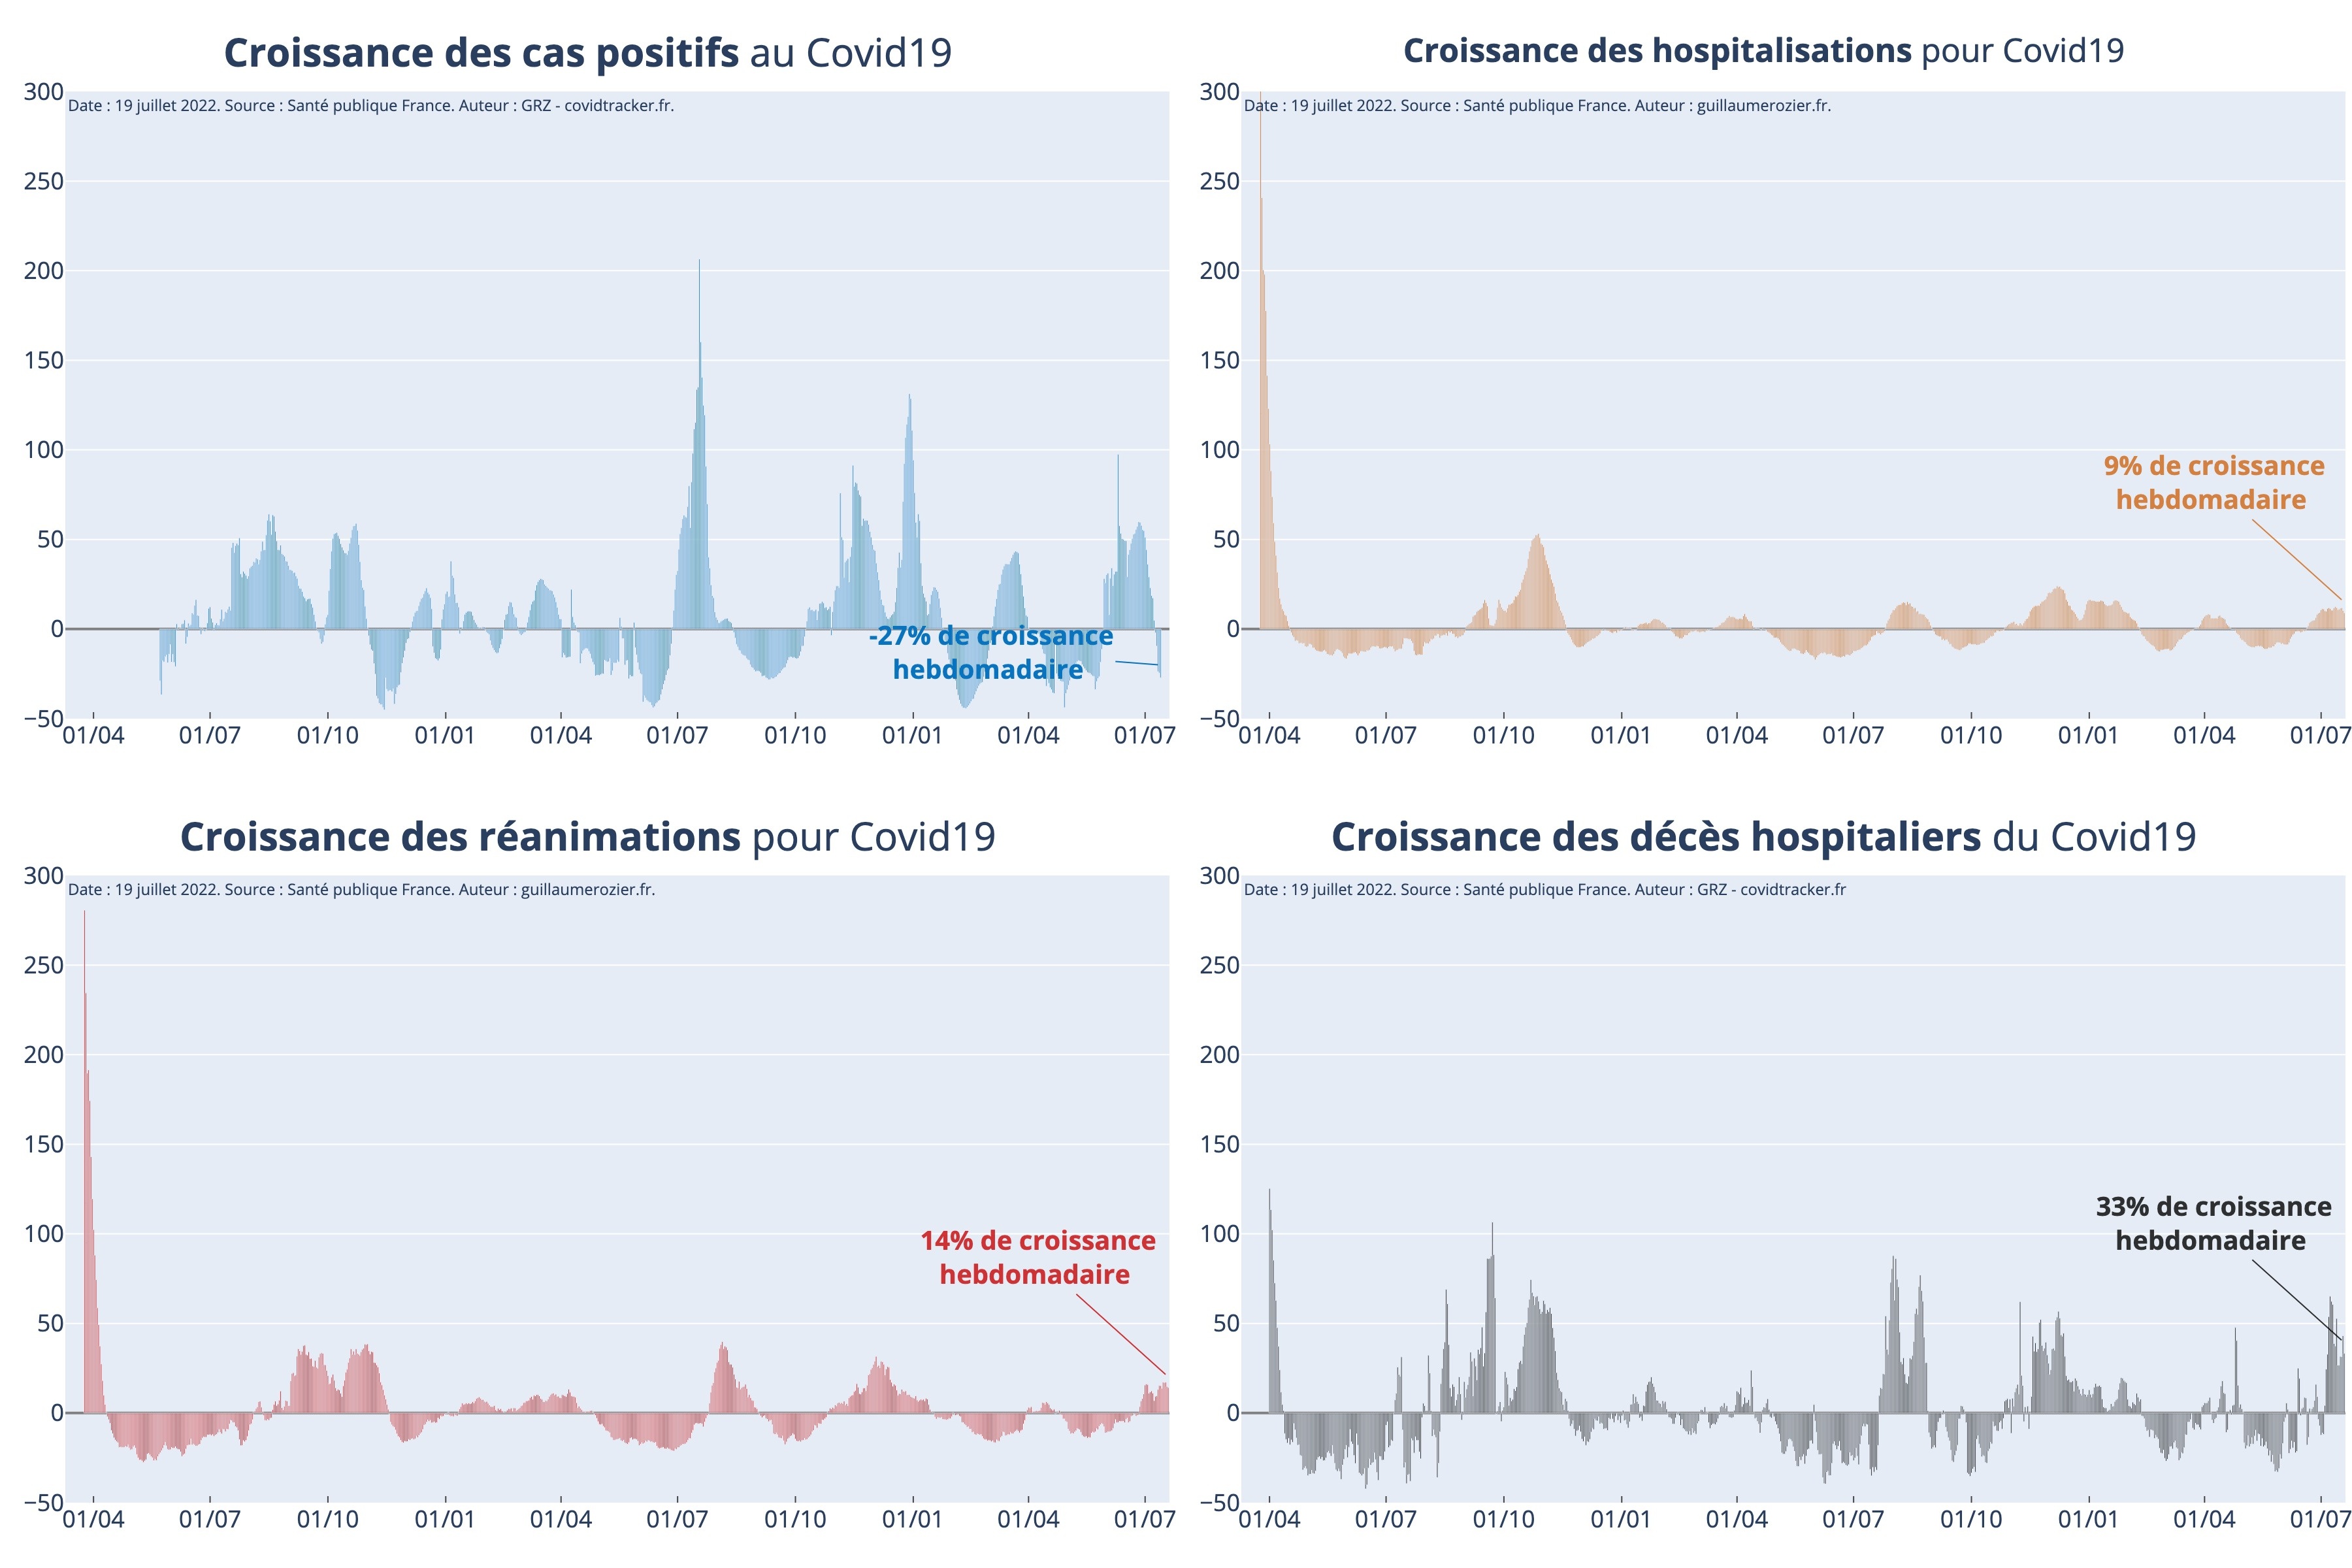 Croissance des cas positifs au Covid19
Date : 19 juillet 2022. Source : Santé publique France. Auteur : GRZ - covidtracker.fr.
300
250
200
150
100
50
0
−50
-27% de croissance
hebdomadaire
01/04 01/07 01/10 01/01 01/04 01/07 01/10 01/01 01/04 01/07
Croissance des hospitalisations pour Covid19
Date : 19 juillet 2022. Source : Santé publique France. Auteur : guillaumerozier.fr.
300
250
200
150
100
50
0
−50
9% de croissance
hebdomadaire
01/04 01/07 01/10 01/01 01/04 01/07 01/10 01/01 01/04 01/07
Croissance des réanimations pour Covid19
Date : 19 juillet 2022. Source : Santé publique France. Auteur : guillaumerozier.fr.
300
250
200
150
100
50
0
−50
14% de croissance
hebdomadaire
01/04 01/07 01/10 01/01 01/04 01/07 01/10 01/01 01/04 01/07
Croissance des décès hospitaliers du Covid19
Date : 19 juillet 2022. Source : Santé publique France. Auteur : GRZ - covidtracker.fr
300
250
200
150
100
50
0
−50
33% de croissance
hebdomadaire
01/04 01/07 01/10 01/01 01/04 01/07 01/10 01/01 01/04 01/07